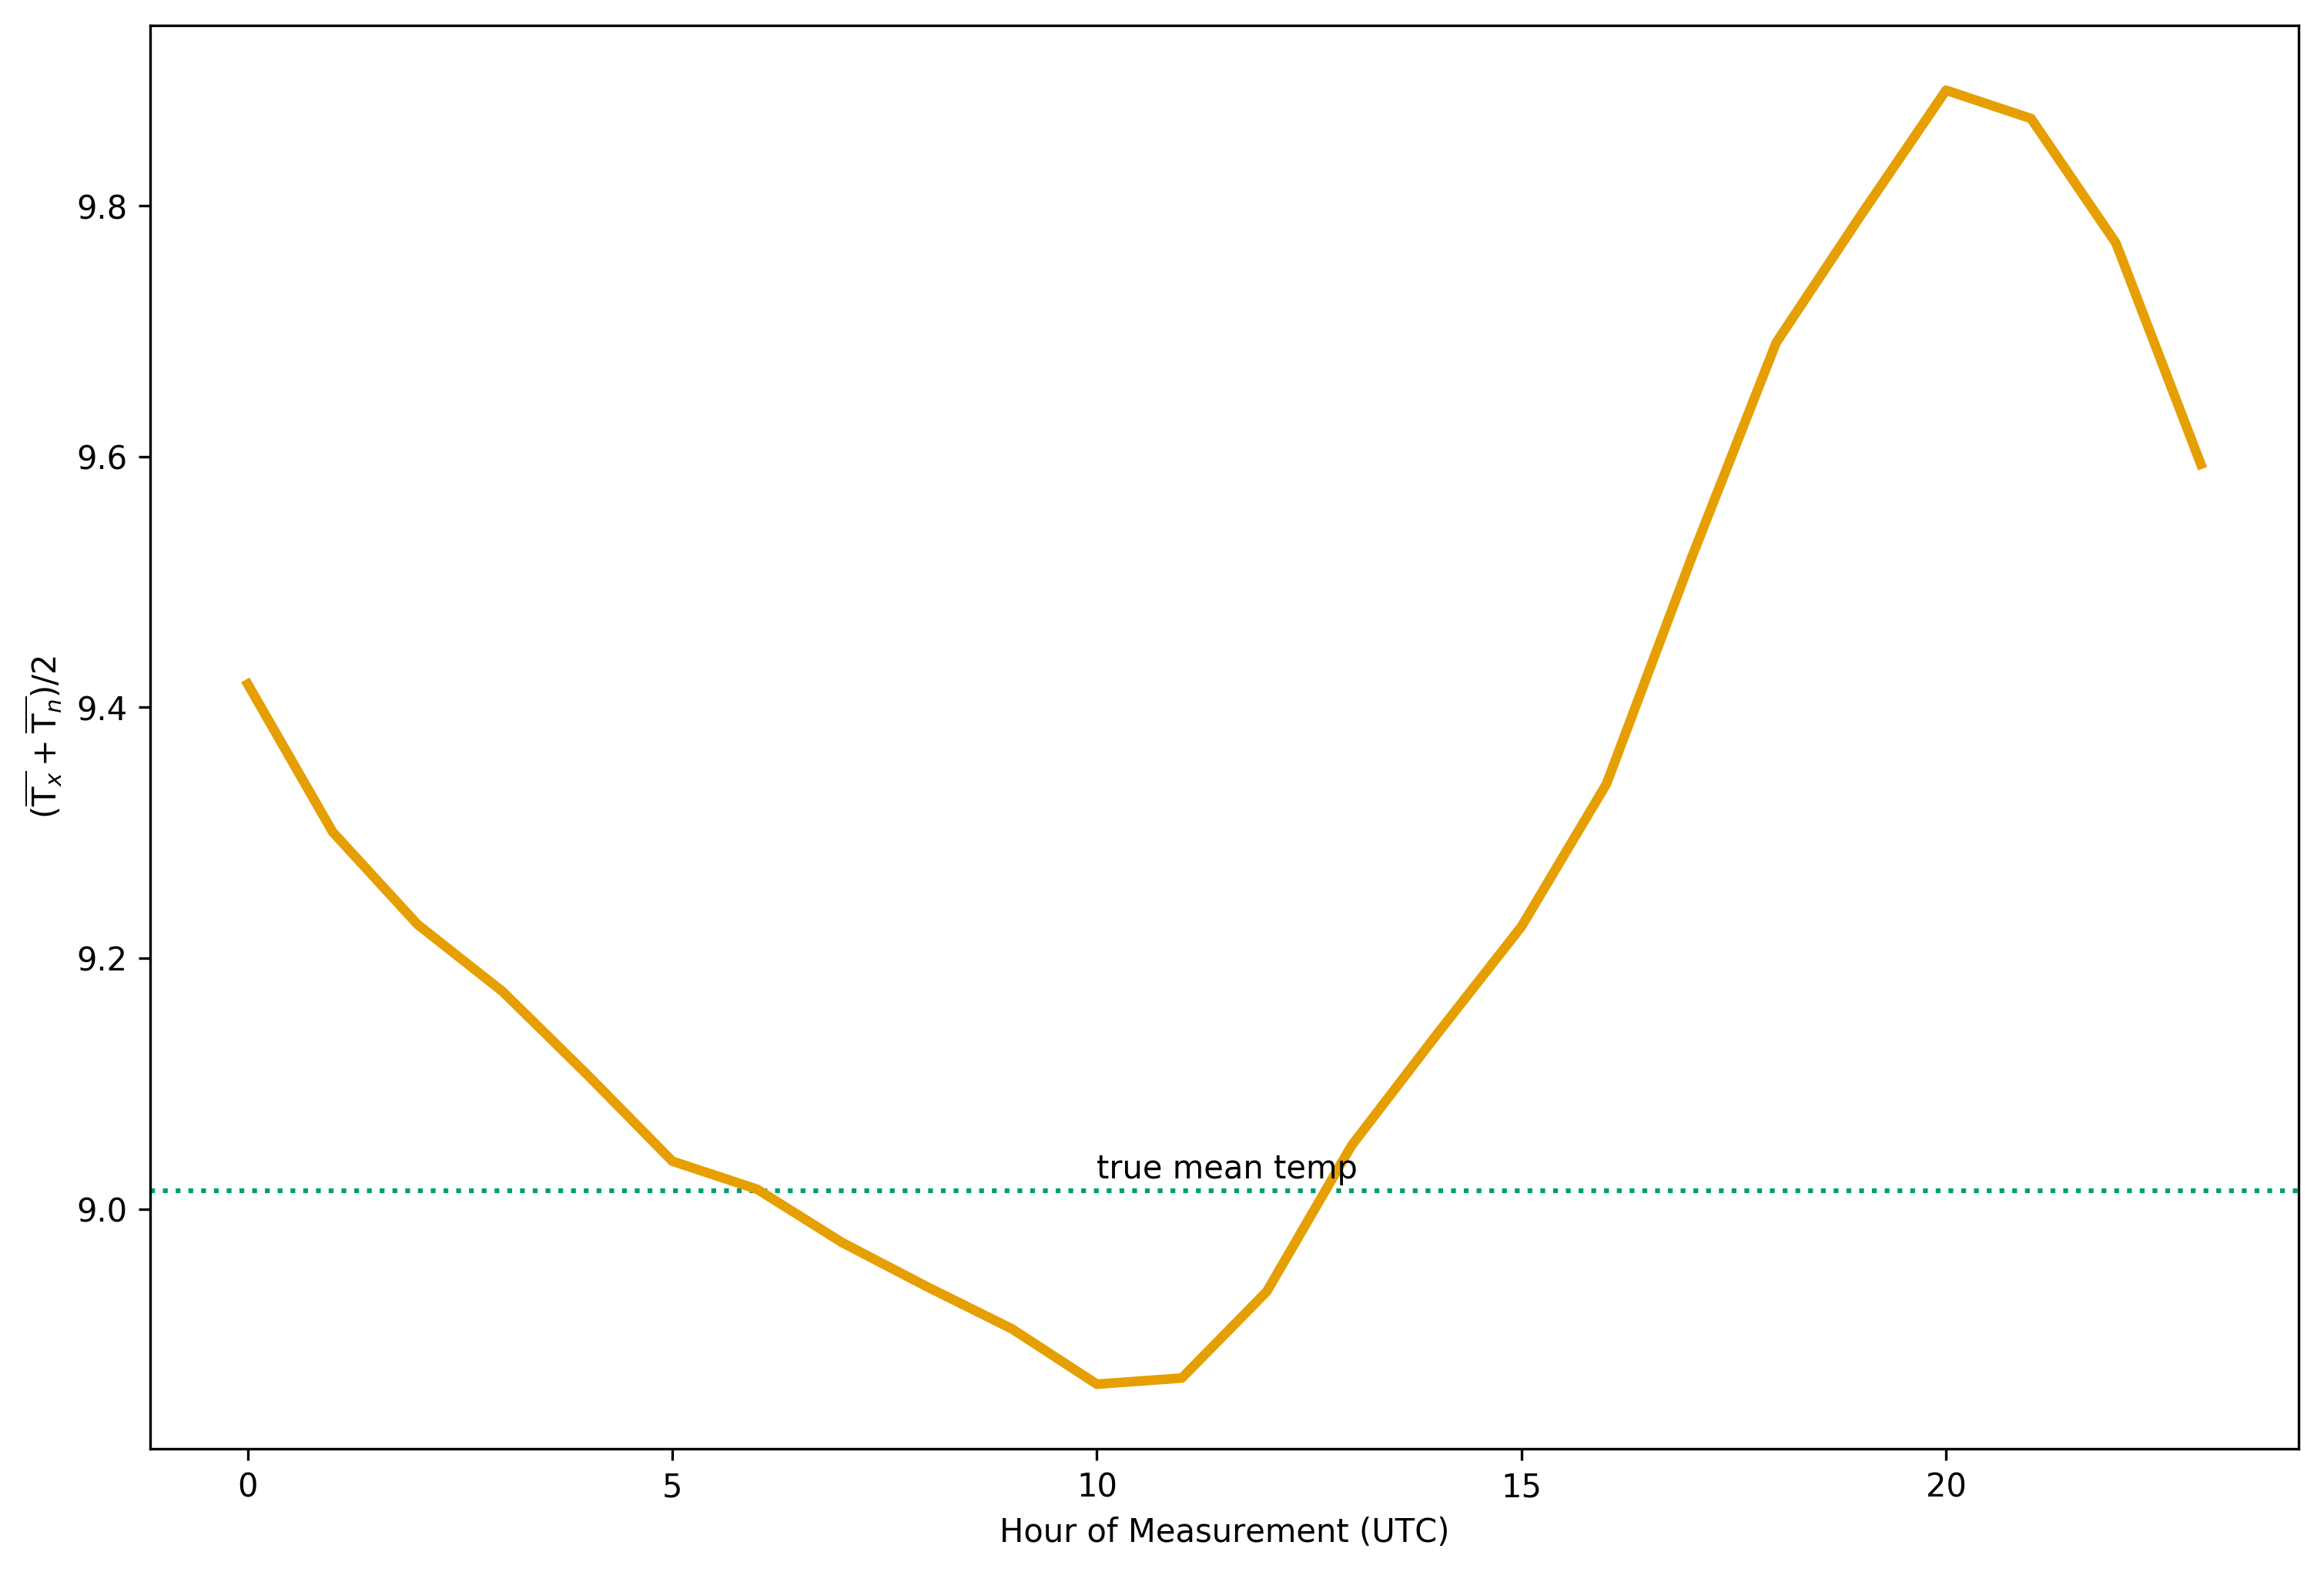 (T̅ₓ + T̅ₙ)/2
9.8
9.6
9.4
9.2
9.0
true mean temp
0 5 10 15 20
Hour of Measurement (UTC)